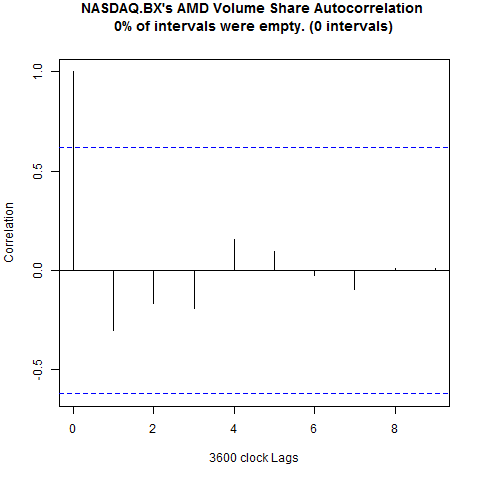 NASDAQ.BX's AMD Volume Share Autocorrelation
0% of intervals were empty. (0 intervals)
1.0
0.5
0.0
-0.5
Correlation
0 2 4 6 8
3600 clock Lags